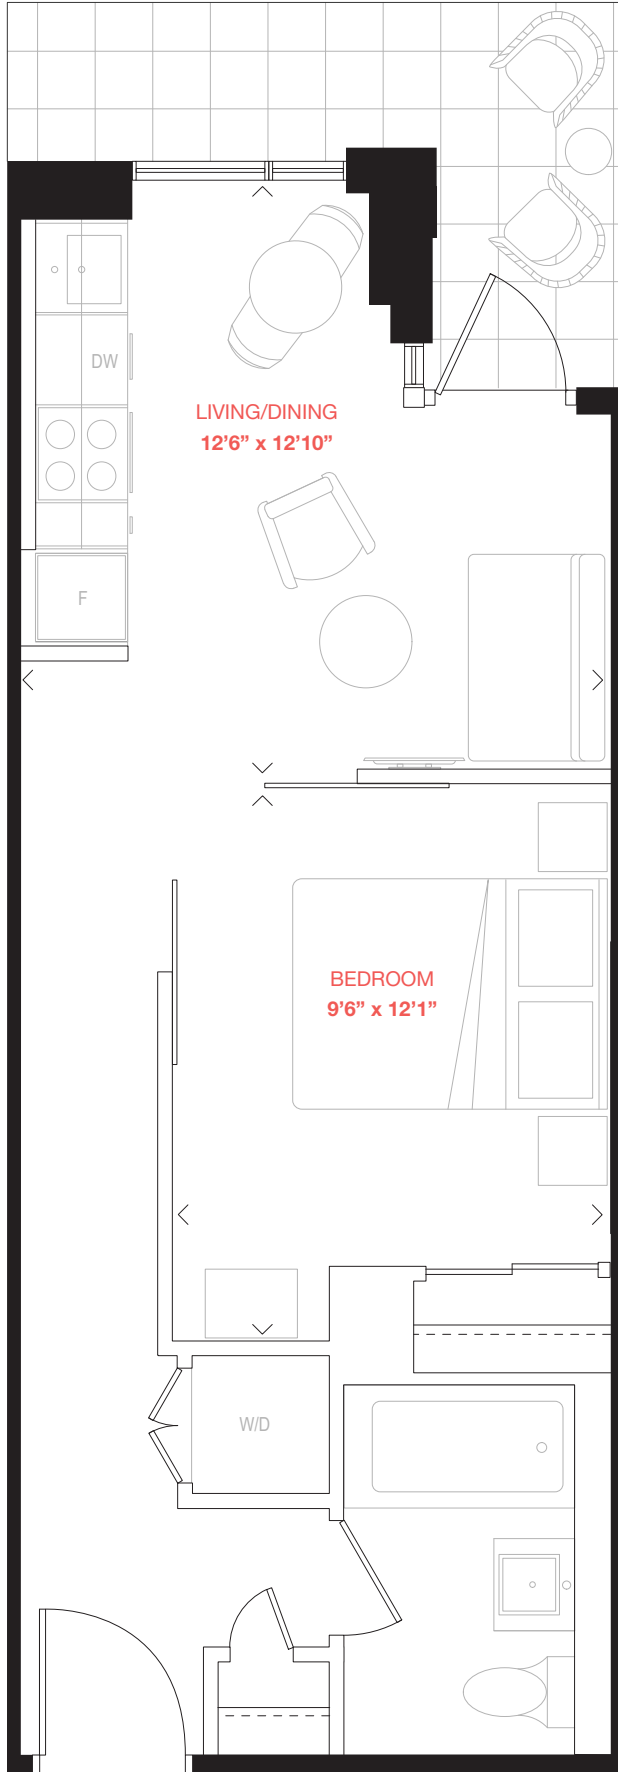 DW
LIVING/DINING
12’6” x 12’10”
F
BEDROOM
9’6” x 12’1”
W/D